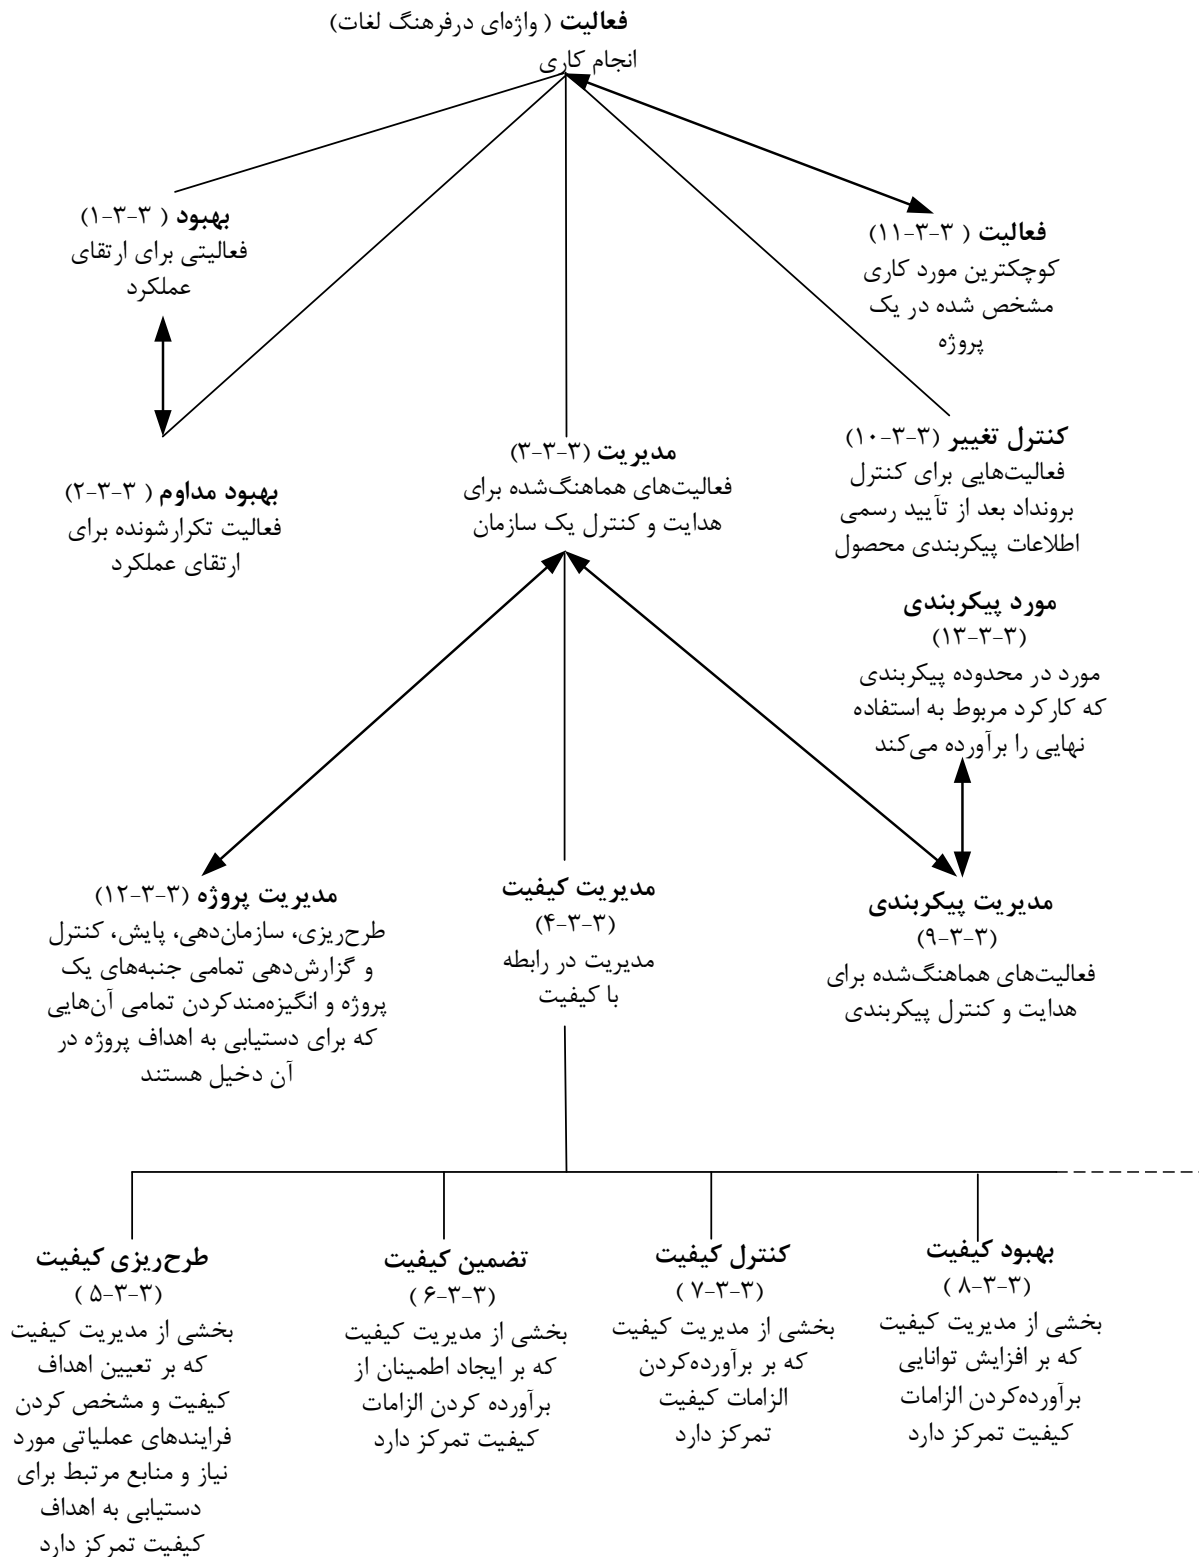 فعالیت ( واژه‌ای درفرهنگ لغات)
انجام کاری
بهبود ( ۳-۳-۱)
فعالیتی برای ارتقای
عملکرد
فعالیت ( ۳-۳-۱۱)
کوچکترین مورد کاری
مشخص شده در یک
پروژه
بهبود مداوم ( ۳-۳-۲)
فعالیت تکرارشونده برای
ارتقای عملکرد
مدیریت (۳-۳-۳)
فعالیت‌های هماهنگ‌شده برای
هدایت و کنترل یک سازمان
کنترل تغییر (۳-۳-۱۰)
فعالیت‌هایی برای کنترل
برونداد بعد از تآیید رسمی
اطلاعات پیکربندی محصول
مورد پیکربندی
(۳-۳-۱۳)
مورد در محدوده پیکربندی
که کارکرد مربوط به استفاده
نهایی را برآورده می‌کند
مدیریت پروژه (۳-۳-۱۲)
طرح‌ریزی، سازمان‌دهی، پایش، کنترل
و گزارش‌دهی تمامی جنبه‌های یک
پروژه و انگیزه‌مندکردن تمامی آن‌هایی
که برای دستیابی به اهداف پروژه در
آن دخیل هستند
مدیریت کیفیت
(۳-۳-۴)
مدیریت در رابطه
با کیفیت
مدیریت پیکربندی
(۳-۳-۹)
فعالیت‌های هماهنگ‌شده برای
هدایت و کنترل پیکربندی
طرح‌ریزی کیفیت
(۳-۳-۵ )
بخشی از مدیریت کیفیت
که بر تعیین اهداف
کیفیت و مشخص کردن
فرایندهای عملیاتی مورد
نیاز و منابع مرتبط برای
دستیابی به اهداف
کیفیت تمرکز دارد
تضمین کیفیت
(۳-۳-۶ )
بخشی از مدیریت کیفیت
که بر ایجاد اطمینان از
برآورده کردن الزامات
کیفیت تمرکز دارد
کنترل کیفیت
(۳-۳-۷ )
بخشی از مدیریت کیفیت
که بر برآورده‌کردن
الزامات کیفیت
تمرکز دارد
بهبود کیفیت
(۳-۳-۸ )
بخشی از مدیریت کیفیت
که بر افزایش توانایی
برآورده‌کردن الزامات
کیفیت تمرکز دارد